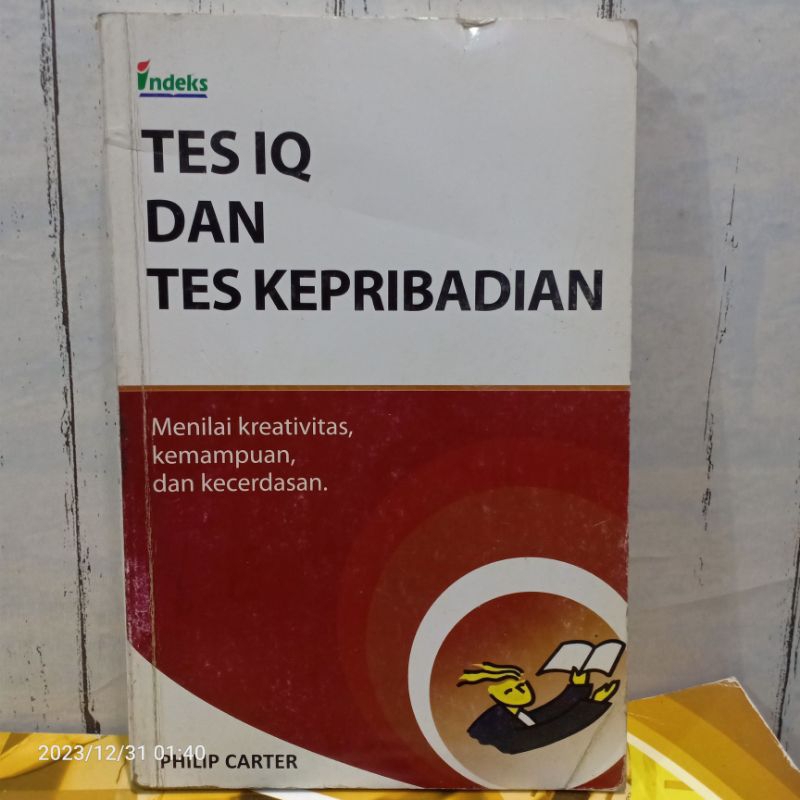 indeks
TES IQ
DAN
TES KEPRIBADIAN
Menilai kreativitas,
kemampuan,
dan kecerdasan.
2023/12/31 01:40
PHILIP CARTER